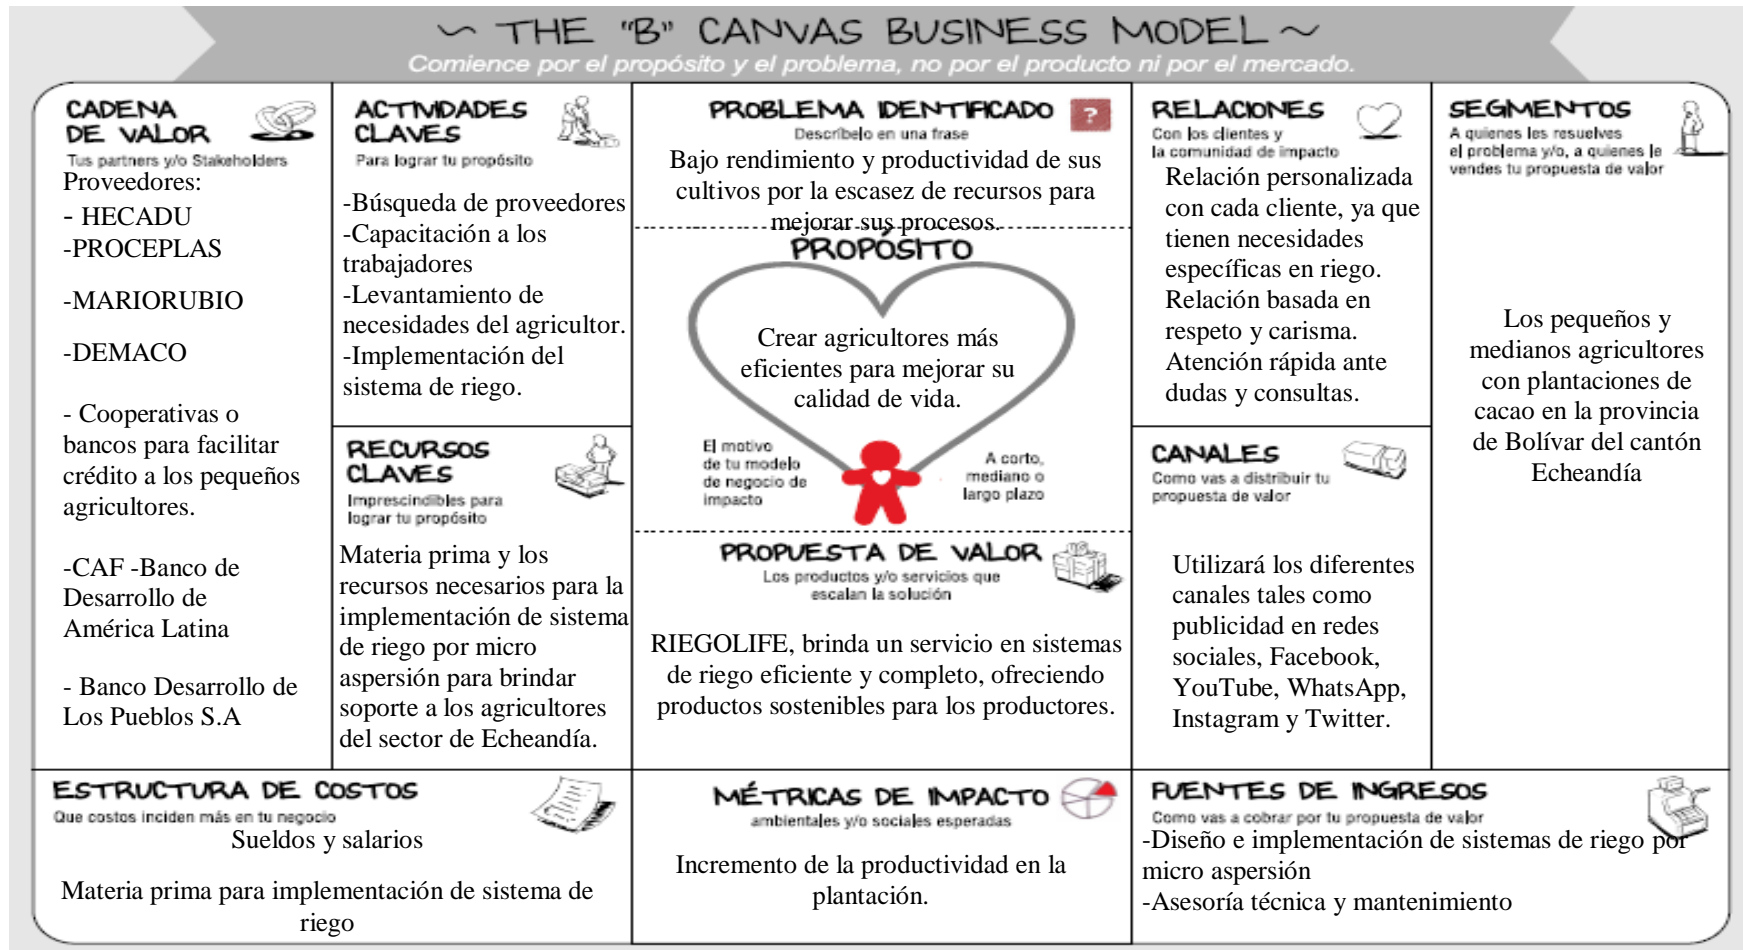 ~ THE "B" CANVAS BUSINESS MODEL ~
Comience por el propósito y el problema, no por el producto ni por el mercado.
CADENA
DE VALOR
Tus partners y/o Stakeholders
Proveedores:
- HECADU
-PROCEPLAS
-MARIORUBIO
-DEMACO
- Cooperativas o
bancos para facilitar
crédito a los pequeños
agricultores.
-CAF -Banco de
Desarrollo de
América Latina
- Banco Desarrollo de
Los Pueblos S.A
ACTIVIDADES
CLAVES
Para lograr tu propósito
-Búsqueda de proveedores
-Capacitación a los
trabajadores
-Levantamiento de
necesidades del agricultor.
-Implementación del
sistema de riego.
RECURSOS
CLAVES
Imprescindibles para
lograr tu propósito
Materia prima y los
recursos necesarios para la
implementación de sistema
de riego por micro
aspersión para brindar
soporte a los agricultores
del sector de Echeandía.
PROBLEMA IDENTIFICADO
?
Descríbelo en una frase
Bajo rendimiento y productividad de sus
cultivos por la escasez de recursos para
mejorar sus procesos.
PROPÓSITO
Crear agricultores más
eficientes para mejorar su
calidad de vida.
El motivo
de tu modelo
de negocio de
impacto
A corto,
mediano o
largo plazo
PROPUESTA DE VALOR
Los productos y/o servicios que
escalan la solución
RIEGOLIFE, brinda un servicio en sistemas
de riego eficiente y completo, ofreciendo
productos sostenibles para los productores.
RELACIONES
Con los clientes y
la comunidad de impacto
Relación personalizada
con cada cliente, ya que
tienen necesidades
específicas en riego.
Relación basada en
respeto y carisma.
Atención rápida ante
dudas y consultas.
CANALES
Como vas a distribuir tu
propuesta de valor
Utilizará los diferentes
canales tales como
publicidad en redes
sociales, Facebook,
YouTube, WhatsApp,
Instagram y Twitter.
SEGMENTOS
A quienes les resuelves
el problema y/o, a quienes le
vendes tu propuesta de valor
Los pequeños y
medianos agricultores
con plantaciones de
cacao en la provincia
de Bolívar del cantón
Echeandía
ESTRUCTURA DE COSTOS
Que costos inciden más en tu negocio
Sueldos y salarios
Materia prima para implementación de sistema de
riego
MÉTRICAS DE IMPACTO
ambientales y/o sociales esperadas
Incremento de la productividad en la
plantación.
FUENTES DE INGRESOS
Como vas a cobrar por tu propuesta de valor
-Diseño e implementación de sistemas de riego por
micro aspersión
-Asesoría técnica y mantenimiento